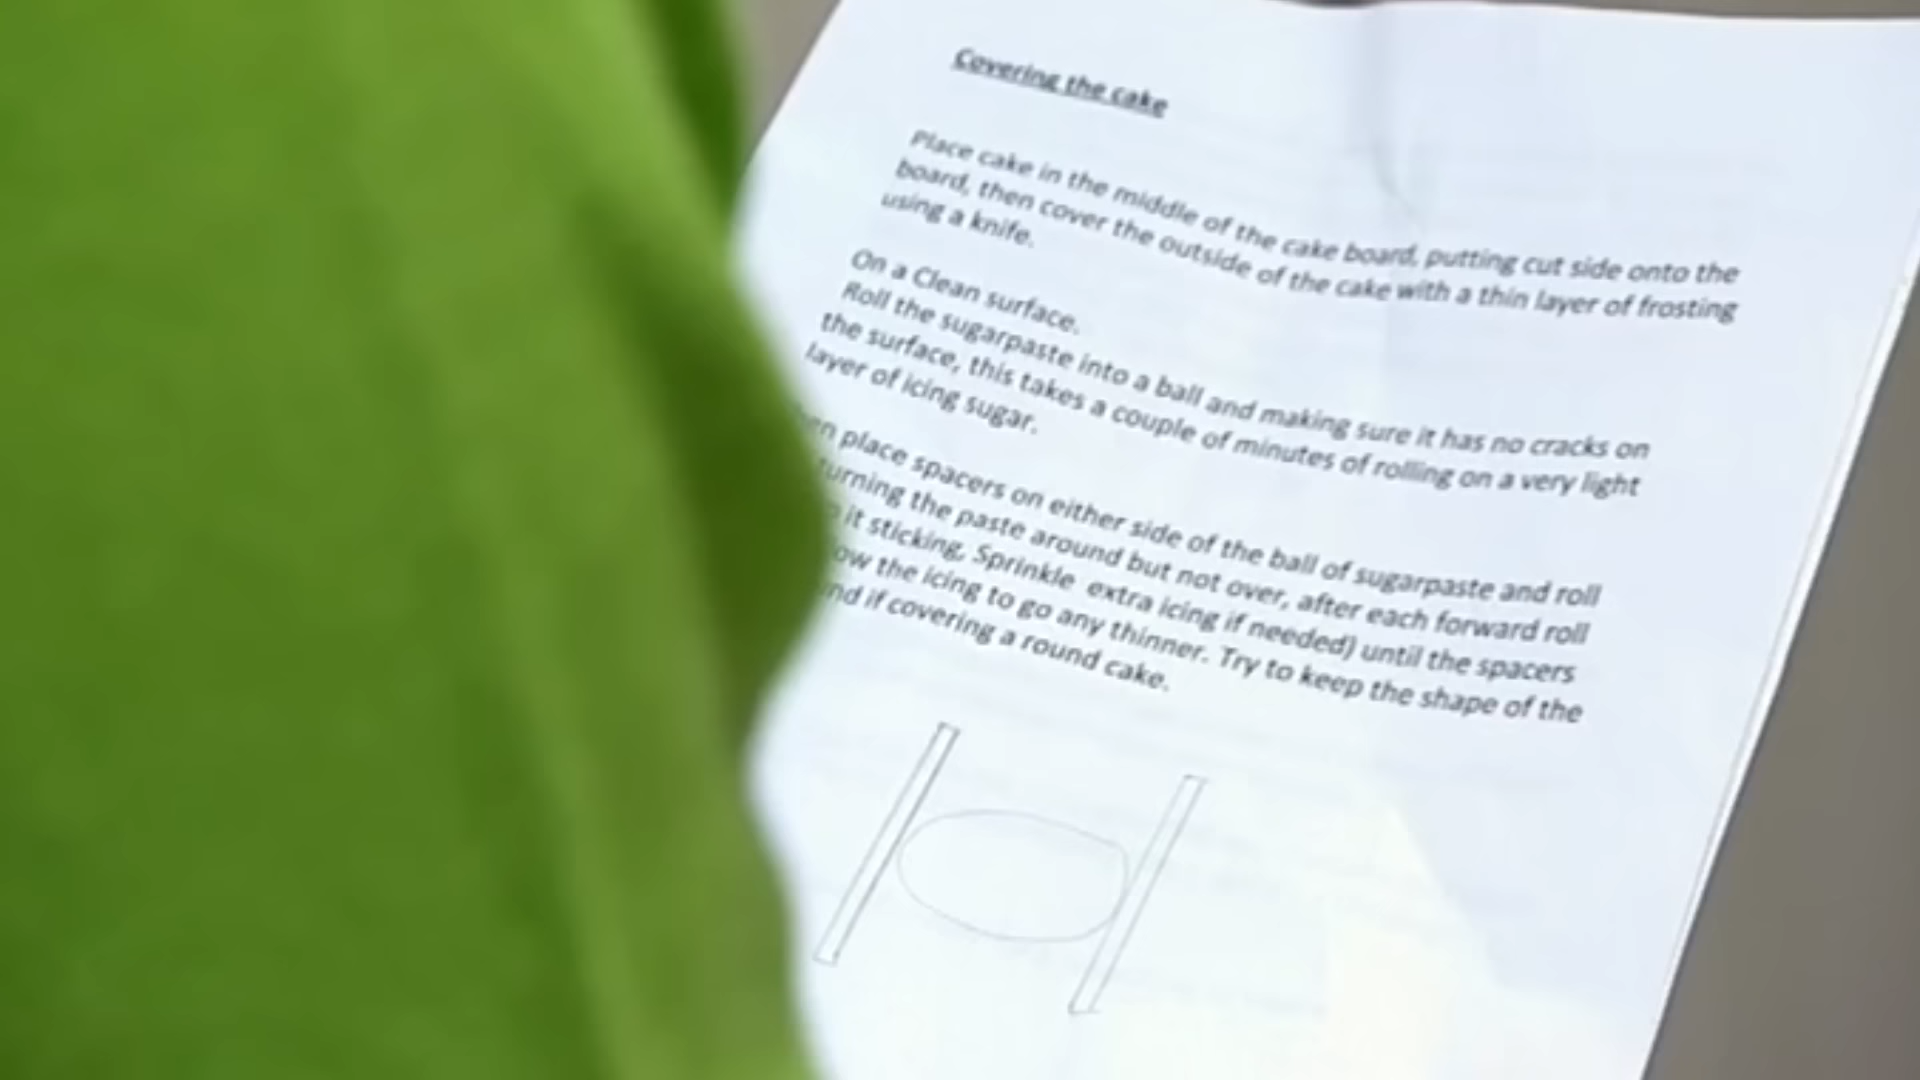 Covering the cake
Place cake in the middle of the cake board, putting cut side onto the
board, then cover the outside of the cake with a thin layer of frosting
using a knife.
On a Clean surface.
Roll the sugarpaste into a ball and making sure it has no cracks on
the surface, this takes a couple of minutes of rolling on a very light
layer of icing sugar.
place spacers on either side of the ball of sugarpaste and roll
the paste around but not over, after each forward roll
it sticking, Sprinkle extra icing if needed) until the spacers
the icing to go any thinner. Try to keep the shape of the
if covering a round cake.